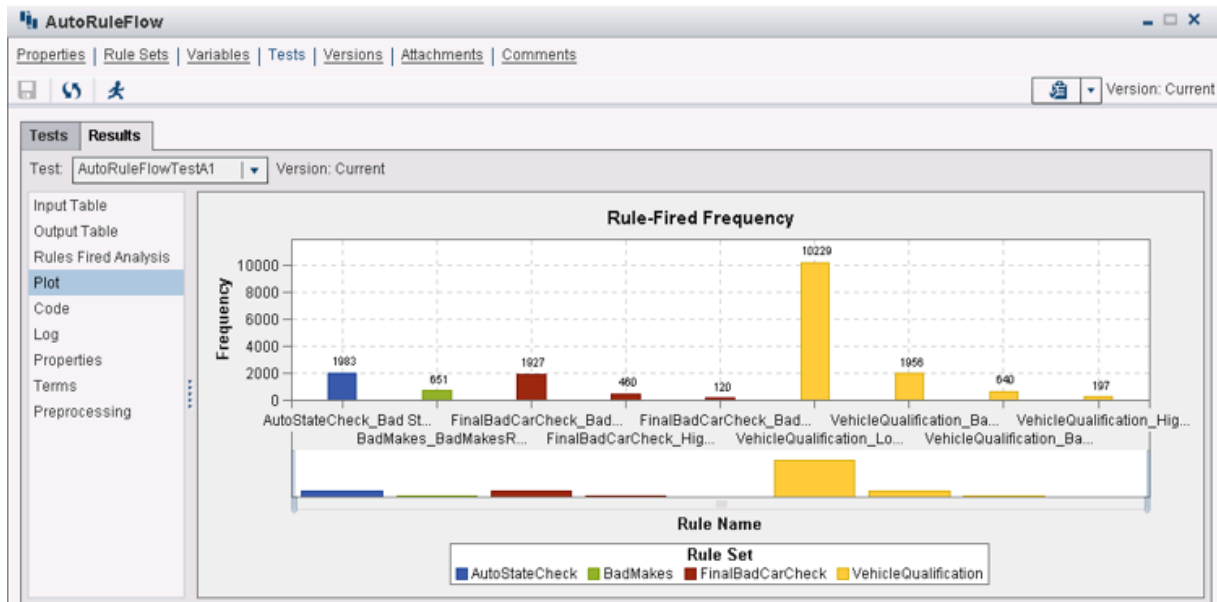 AutoRuleFlow
Properties | Rule Sets | Variables | Tests | Versions | Attachments | Comments
Version: Current
Tests Results
Test: AutoRuleFlowTestA1 Version: Current
Input Table
Output Table
Rules Fired Analysis
Plot
Code
Log
Properties
Terms
Preprocessing
Rule-Fired Frequency
Frequency
10000
8000
6000
4000
2000
0
1983 651 1927 460 120 10229 1956 640 197
AutoStateCheck_Bad St... FinalBadCarCheck_Bad... FinalBadCarCheck_Bad... VehicleQualification_Ba... VehicleQualification_Hig...
BadMakes_BadMakesR... FinalBadCarCheck_Hig... VehicleQualification_Lo... VehicleQualification_Ba...
Rule Name
Rule Set
AutoStateCheck BadMakes FinalBadCarCheck VehicleQualification